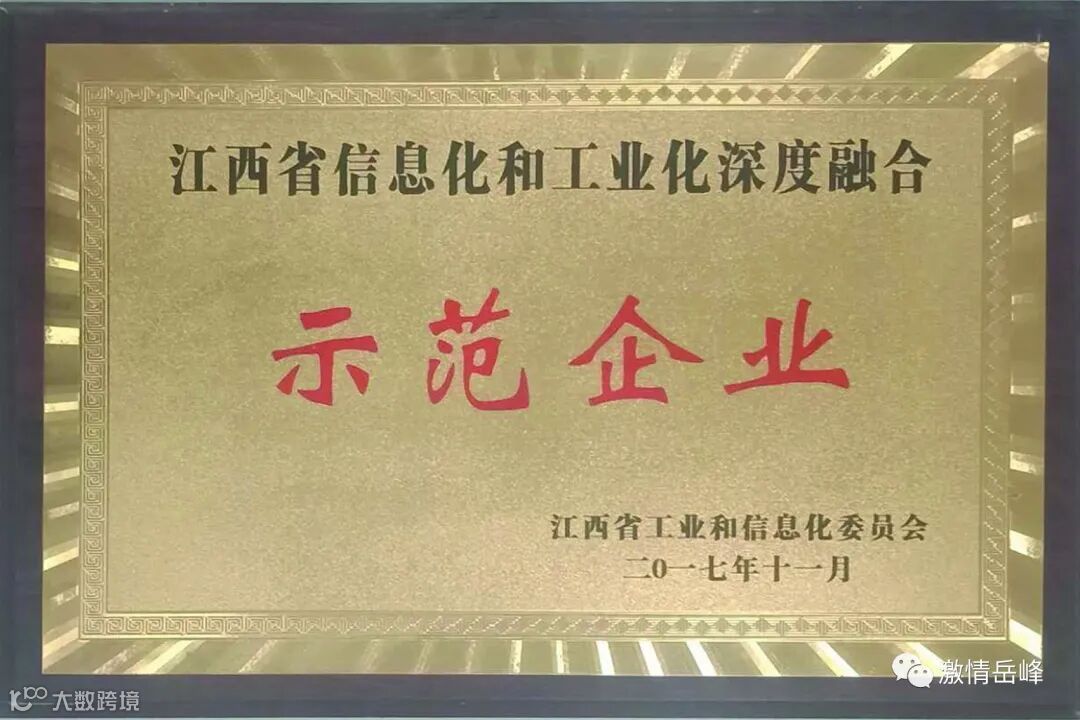 江西省信息化和工业化深度融合
示范企业
江西省工业和信息化委员会
二0一七年十一月
激情岳峰
大数跨境